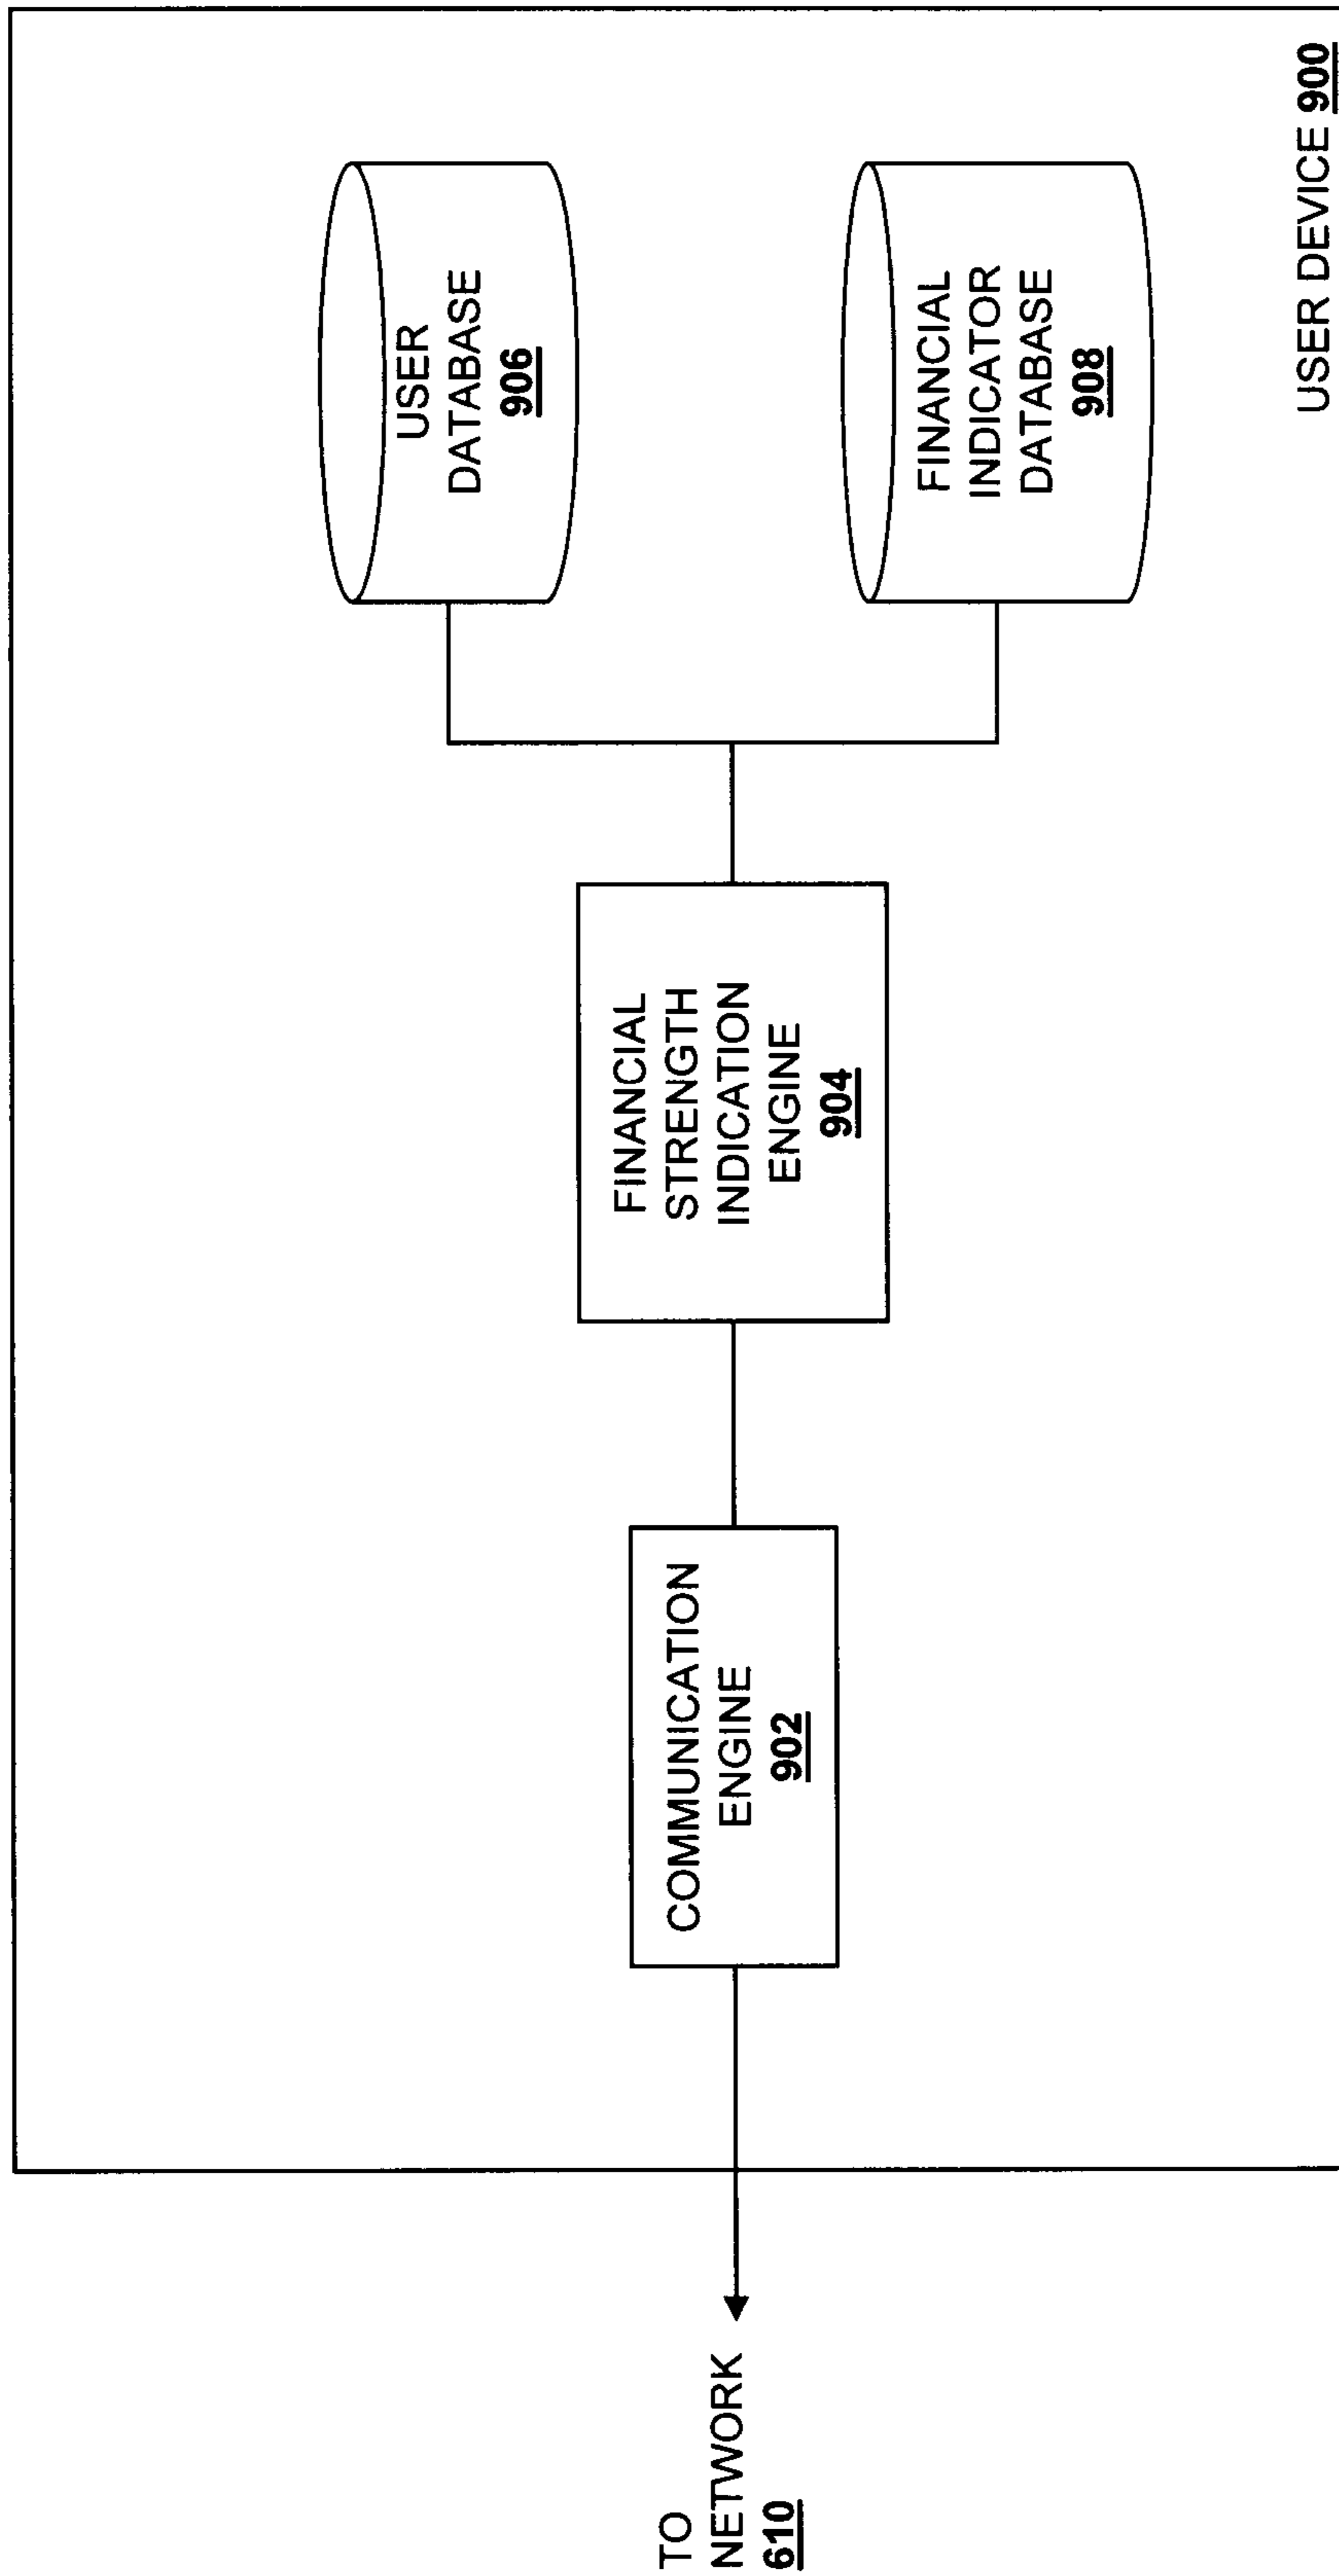 TO
NETWORK
610
COMMUNICATION
ENGINE
902
FINANCIAL
STRENGTH
INDICATION
ENGINE
904
USER
DATABASE
906
FINANCIAL
INDICATOR
DATABASE
908
USER DEVICE 900